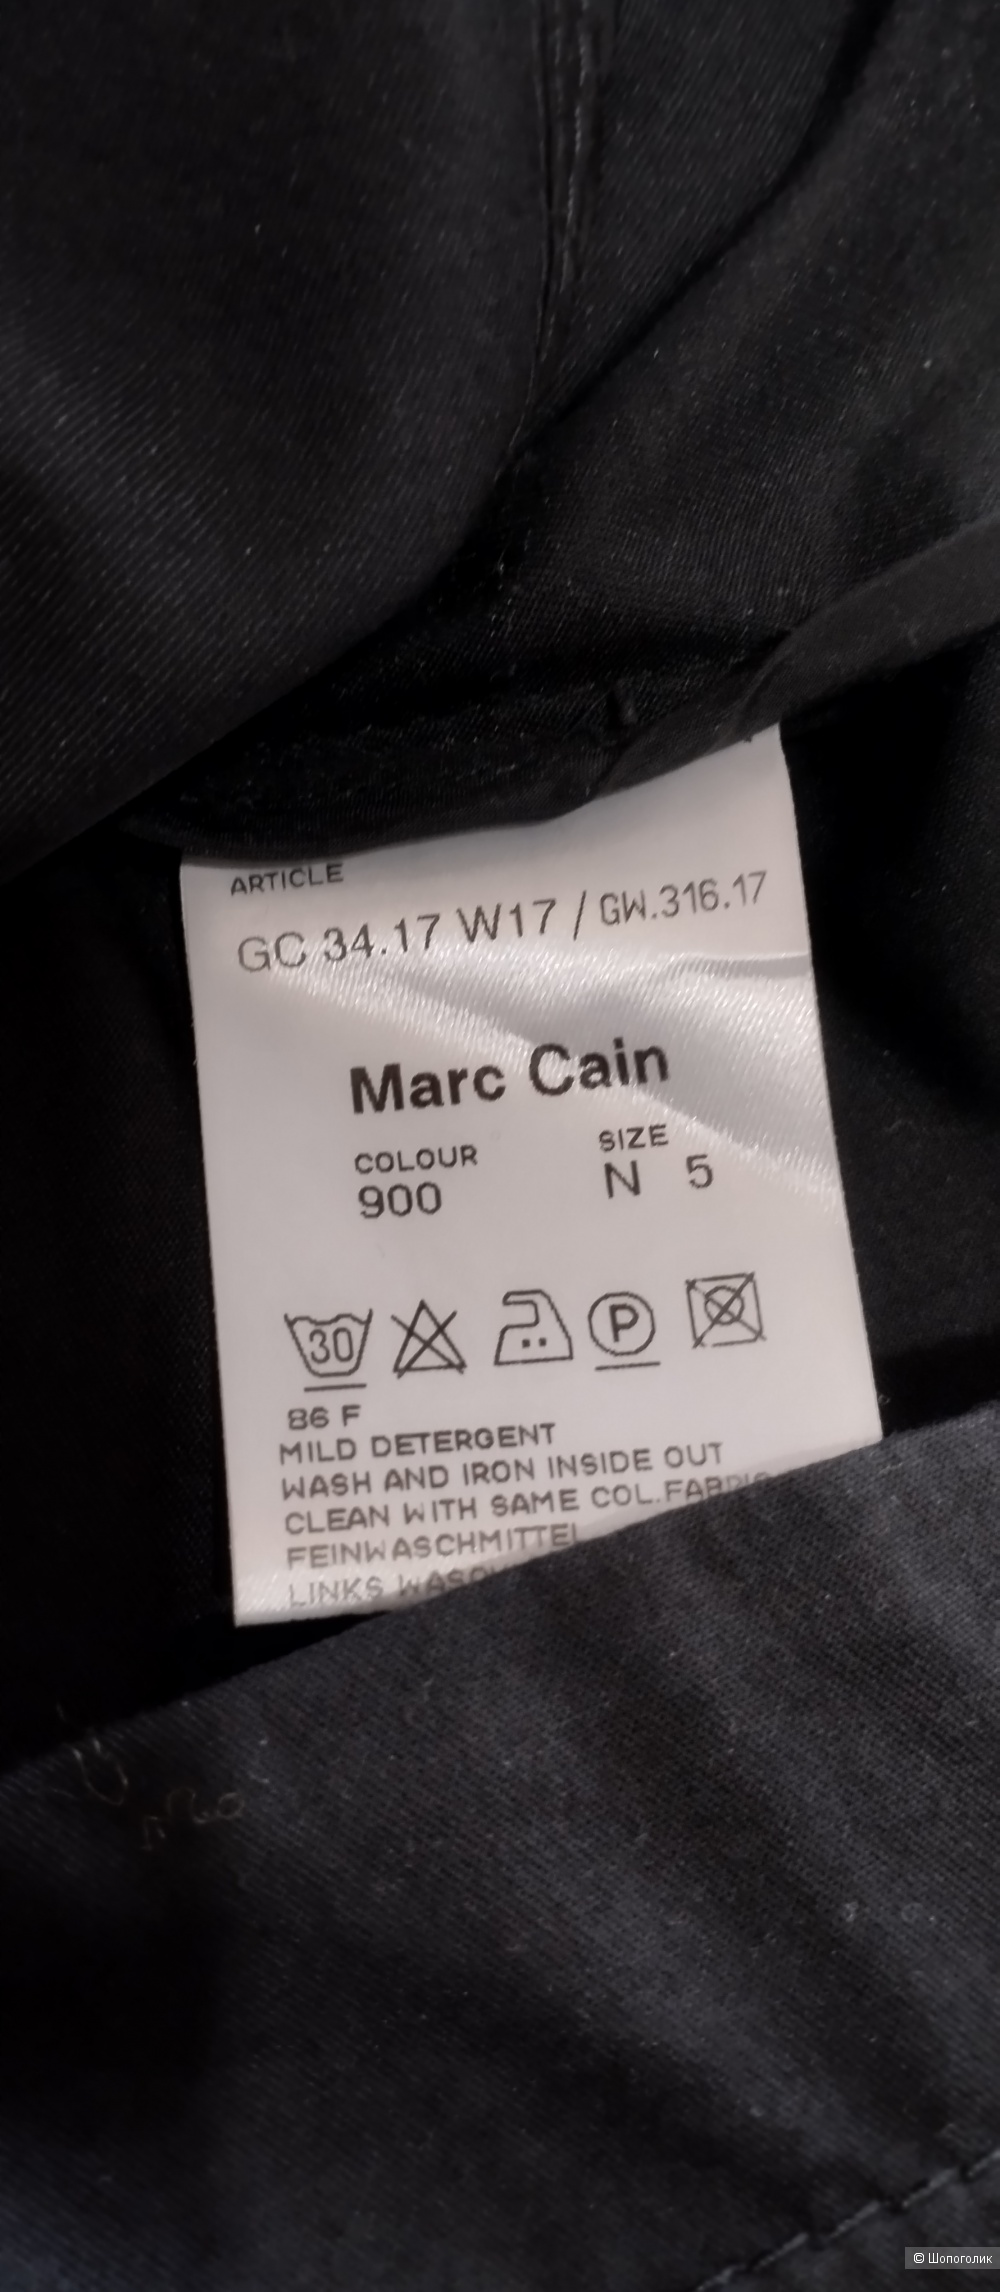 ARTICLE
GC 34.17 W17 / GW.316.17
Marc Cain
COLOUR SIZE
900 N 5
30 P
86 F
MILD DETERGENT
WASH AND IRON INSIDE OUT
CLEAN WITH SAME COL.FABRIC
FEINWASCHMITTEL
LINKS
© Шопоголик